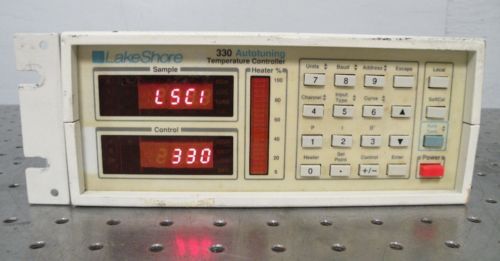 LakeShore 330 Autotuning
Temperature Controller
Sample
Heater %
LSCI
Control
330
100
80
60
40
20
0
Units Baud Address Escape
7 8 9
Local
Channel Input Type Curve
4 5 6 ▲
SoftCal
P I D
1 2 3 ▼
Heater Set Point Control Enter
0 . +/−
Power